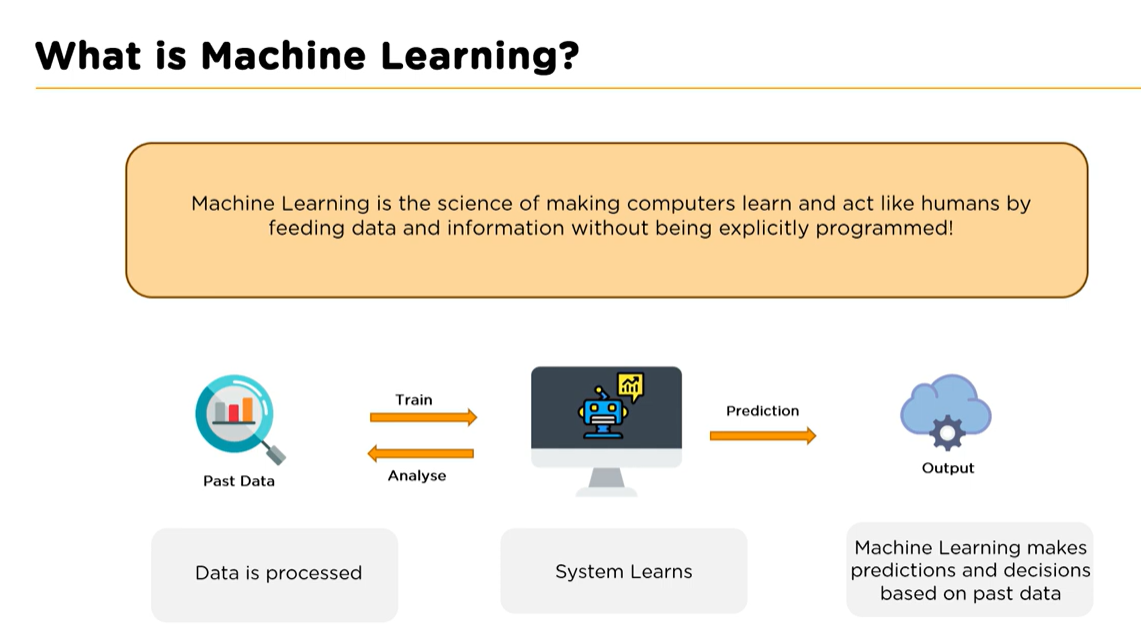 What is Machine Learning?
Machine Learning is the science of making computers learn and act like humans by
feeding data and information without being explicitly programmed!
Train
Prediction
Analyse
Past Data
Output
Data is processed
System Learns
Machine Learning makes
predictions and decisions
based on past data